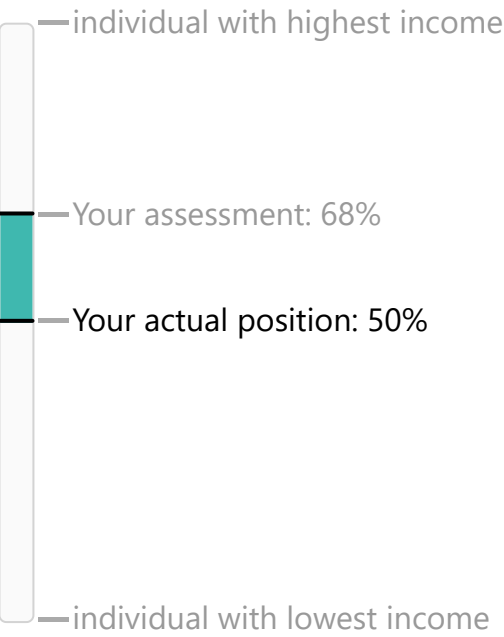 individual with highest income
Your assessment: 68%
Your actual position: 50%
individual with lowest income